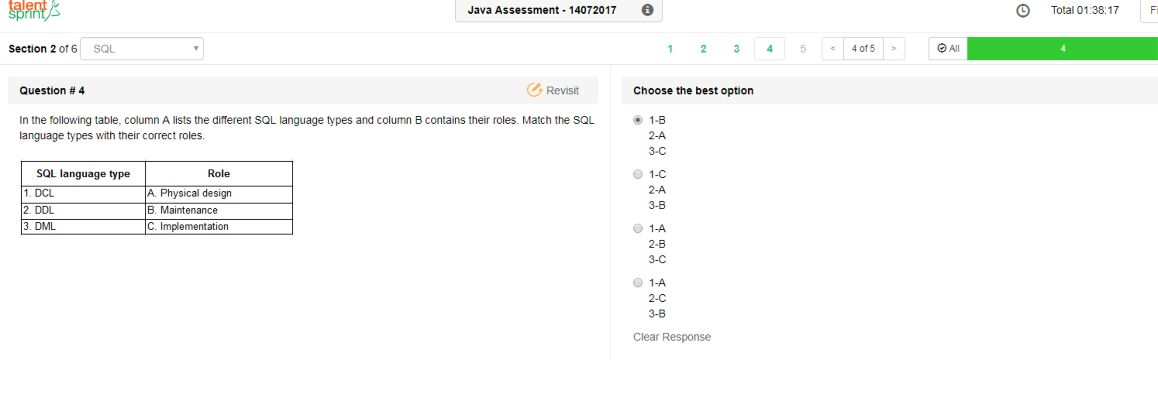 talent
sprint
Java Assessment - 14072017
Total 01:38:17
Section 2 of 6 SQL
1 2 3 4 5 < 4 of 5 > All 4
Question # 4 Revisit
In the following table, column A lists the different SQL language types and column B contains their roles. Match the SQL
language types with their correct roles.
SQL language type Role
1. DCL A. Physical design
2. DDL B. Maintenance
3. DML C. Implementation
Choose the best option
1-B
2-A
3-C
1-C
2-A
3-B
1-A
2-B
3-C
1-A
2-C
3-B
Clear Response